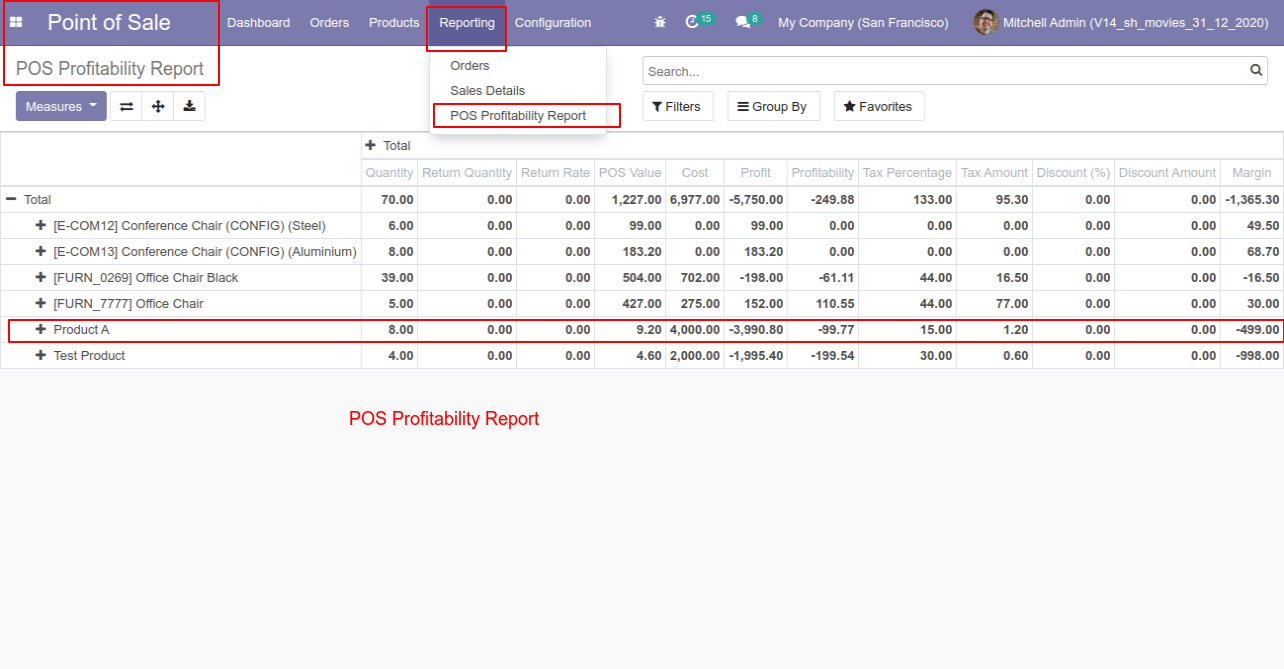 Point of Sale Dashboard Orders Products Reporting Configuration 15 8 My Company (San Francisco) Mitchell Admin (V14_sh_movies_31_12_2020)
POS Profitability Report
Orders
Sales Details
POS Profitability Report
Search...
Measures
Filters Group By Favorites
Total
Quantity Return Quantity Return Rate POS Value Cost Profit Profitability Tax Percentage Tax Amount Discount (%) Discount Amount Margin
Total 70.00 0.00 0.00 1,227.00 6,977.00 -5,750.00 -249.88 133.00 95.30 0.00 0.00 -1,365.30
[E-COM12] Conference Chair (CONFIG) (Steel) 6.00 0.00 0.00 99.00 0.00 99.00 0.00 0.00 0.00 0.00 0.00 49.50
[E-COM13] Conference Chair (CONFIG) (Aluminium) 8.00 0.00 0.00 183.20 0.00 183.20 0.00 0.00 0.00 0.00 0.00 68.70
[FURN_0269] Office Chair Black 39.00 0.00 0.00 504.00 702.00 -198.00 -61.11 44.00 16.50 0.00 0.00 -16.50
[FURN_7777] Office Chair 5.00 0.00 0.00 427.00 275.00 152.00 110.55 44.00 77.00 0.00 0.00 30.00
Product A 8.00 0.00 0.00 9.20 4,000.00 -3,990.80 -99.77 15.00 1.20 0.00 0.00 -499.00
Test Product 4.00 0.00 0.00 4.60 2,000.00 -1,995.40 -199.54 30.00 0.60 0.00 0.00 -998.00
POS Profitability Report